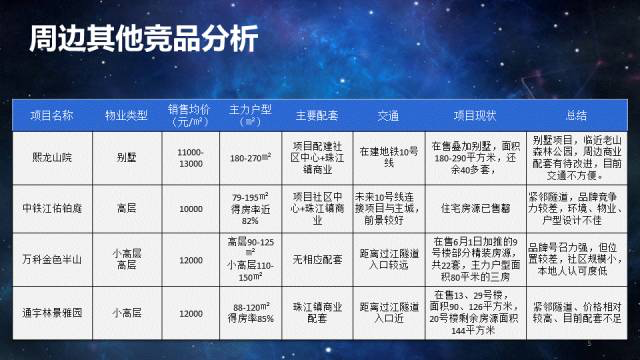 周边其他竞品分析
项目名称
物业类型
销售均价
（元/㎡）
主力户型
（㎡）
主要配套
交通
项目现状
总结
熙龙山院
别墅
11000-
13000
180-270㎡
项目配建社
区中心+珠江
镇商业
在建地铁10号
线
在售叠加别墅，面积
180-290平方米，还
余40多套，
别墅项目，临近老山
森林公园，周边商业
配套有待改进，目前
交通不方便。
中铁江佑铂庭
高层
10000
79-195㎡
得房率近
82%
项目社区中
心+珠江镇商
业
未来10号线连
接项目与主城，
前景较好
住宅房源已售罄
紧邻隧道，品牌竞争
力较差，环境、物业、
户型设计不佳
万科金色半山
小高层
高层
12000
高层90-125
㎡
小高层110-
150㎡
无相应配套
距离过江隧道
入口较远
在售6月1日加推的9
号楼部分精装房源，
共22套，主力户型面
积80平米的三房
品牌号召力强，但位
置较差，社区规模小，
本地人认可度低
通宇林景雅园
小高层
12000
88-120㎡
得房率85%
珠江镇商业
配套
距离过江隧道
入口近
在售13、29号楼，
面积90、126平方米，
20号楼剩余房源面积
144平方米
紧邻隧道、价格相对
较高、目前配套不足
5